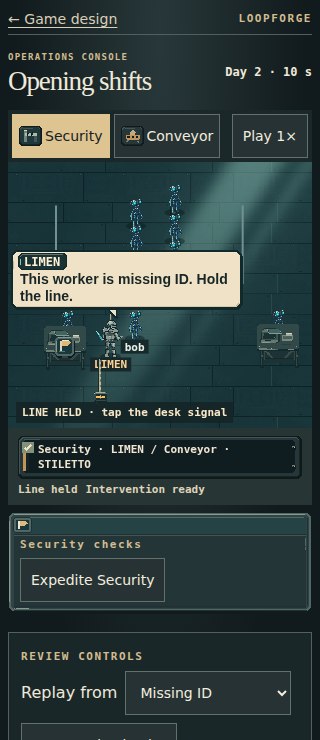 ← Game design
LOOPFORGE
OPERATIONS CONSOLE
Opening shifts
Day 2 · 10 s
Security
Conveyor
Play 1×
LIMEN
This worker is missing ID. Hold
the line.
bob
LIMEN
LINE HELD · tap the desk signal
Security · LIMEN / Conveyor ·
STILETTO
Line held Intervention ready
Security checks
Expedite Security
REVIEW CONTROLS
Replay from
Missing ID